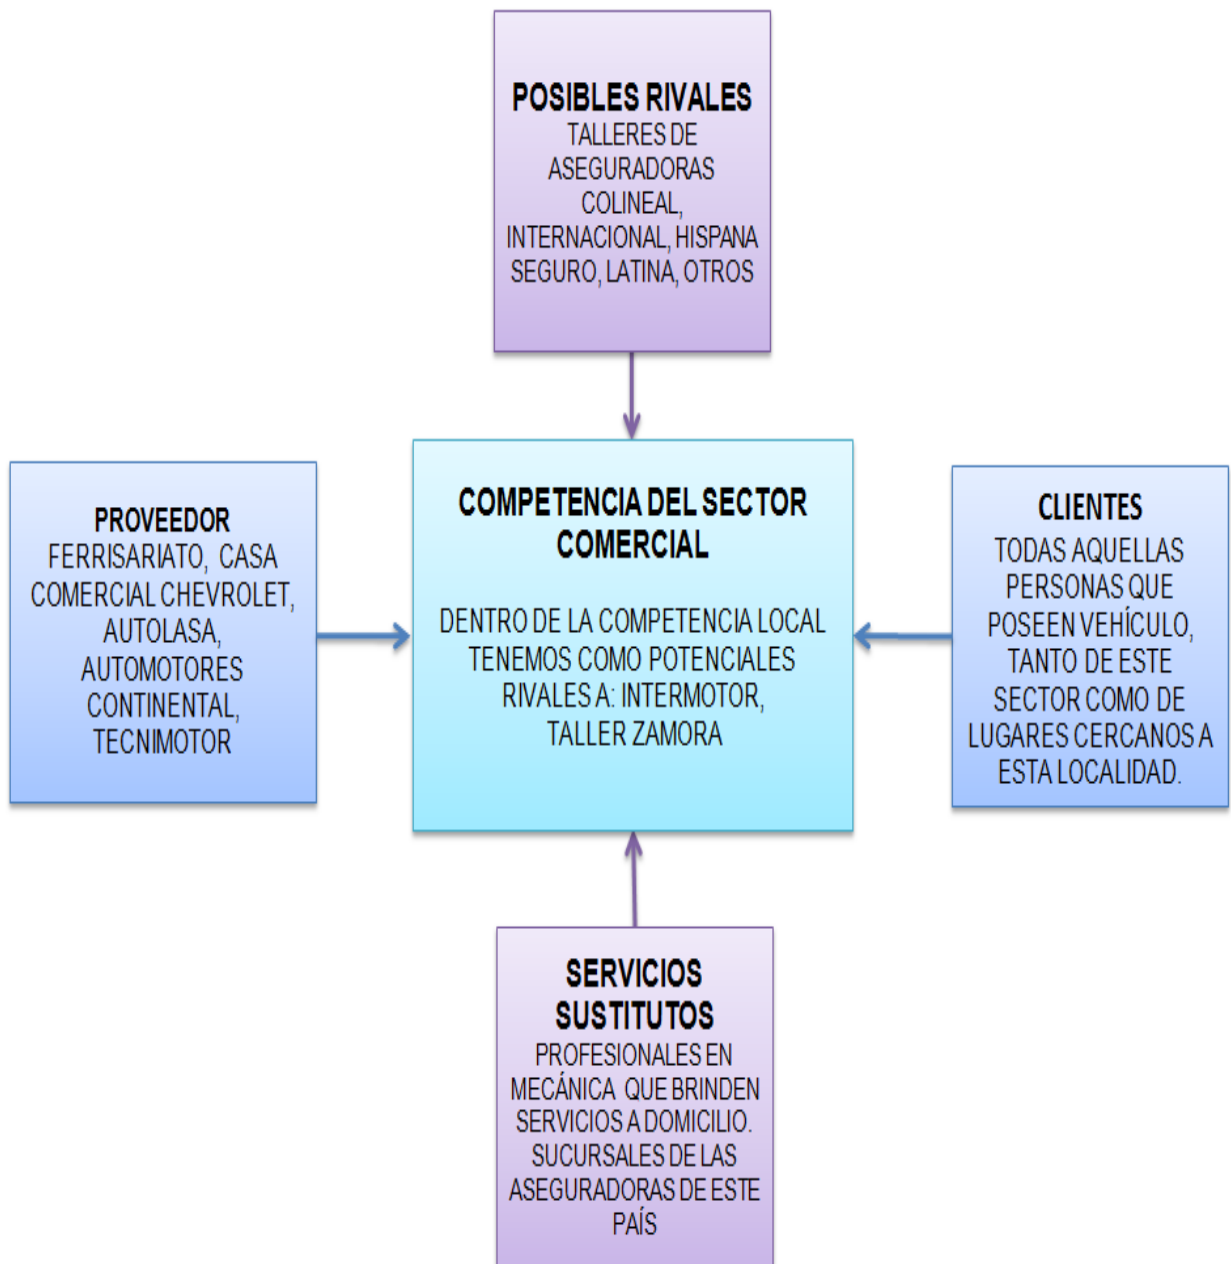 POSIBLES RIVALES
TALLERES DE
ASEGURADORAS
COLINEAL,
INTERNACIONAL, HISPANA
SEGURO, LATINA, OTROS
PROVEEDOR
FERRISARIATO, CASA
COMERCIAL CHEVROLET,
AUTOLASA,
AUTOMOTORES
CONTINENTAL,
TECNIMOTOR
COMPETENCIA DEL SECTOR
COMERCIAL
DENTRO DE LA COMPETENCIA LOCAL
TENEMOS COMO POTENCIALES
RIVALES A: INTERMOTOR,
TALLER ZAMORA
CLIENTES
TODAS AQUELLAS
PERSONAS QUE
POSEEN VEHÍCULO,
TANTO DE ESTE
SECTOR COMO DE
LUGARES CERCANOS A
ESTA LOCALIDAD.
SERVICIOS
SUSTITUTOS
PROFESIONALES EN
MECÁNICA QUE BRINDEN
SERVICIOS A DOMICILIO.
SUCURSALES DE LAS
ASEGURADORAS DE ESTE
PAÍS